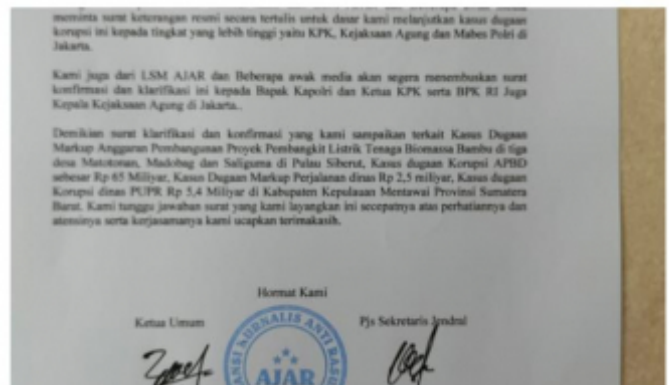 meminta surat keterangan resmi secara tertulis untuk dasar kami melanjutkan kasus dugaan
korupsi ini kepada tingkat yang lebih tinggi yaitu KPK, Kejaksaan Agung dan Mabes Polri di
Jakarta.
Kami juga dari LSM AJAR dan Beberapa awak media akan segera menembuskan surat
konfirmasi dan klarifikasi ini kepada Bapak Kapolri dan Ketua KPK serta BPK RI Juga
Kepala Kejaksaan Agung di Jakarta..
Demikian surat klarifikasi dan konfirmasi yang kami sampaikan terkait Kasus Dugaan
Markup Anggaran Pembangunan Proyek Pembangkit Listrik Tenaga Biomassa Bambu di tiga
desa Matotonan, Madobag dan Saliguma di Pulau Siberut, Kasus dugaan Korupsi APBD
sebesar Rp 65 Miliyar, Kasus Dugaan Markup Perjalanan dinas Rp 2,5 miliyar, Kasus dugaan
Korupsi dinas PUPR Rp 5,4 Miliyar di Kabupaten Kepulauan Mentawai Provinsi Sumatera
Barat. Kami tunggu jawaban surat yang kami layangkan ini secepatnya atas perhatiannya dan
atensinya serta kerjasamanya kami ucapkan terimakasih.
Hormat Kami
Ketua Umum
Pjs Sekretaris Jendral
JURNALIS ANTI
AJAR